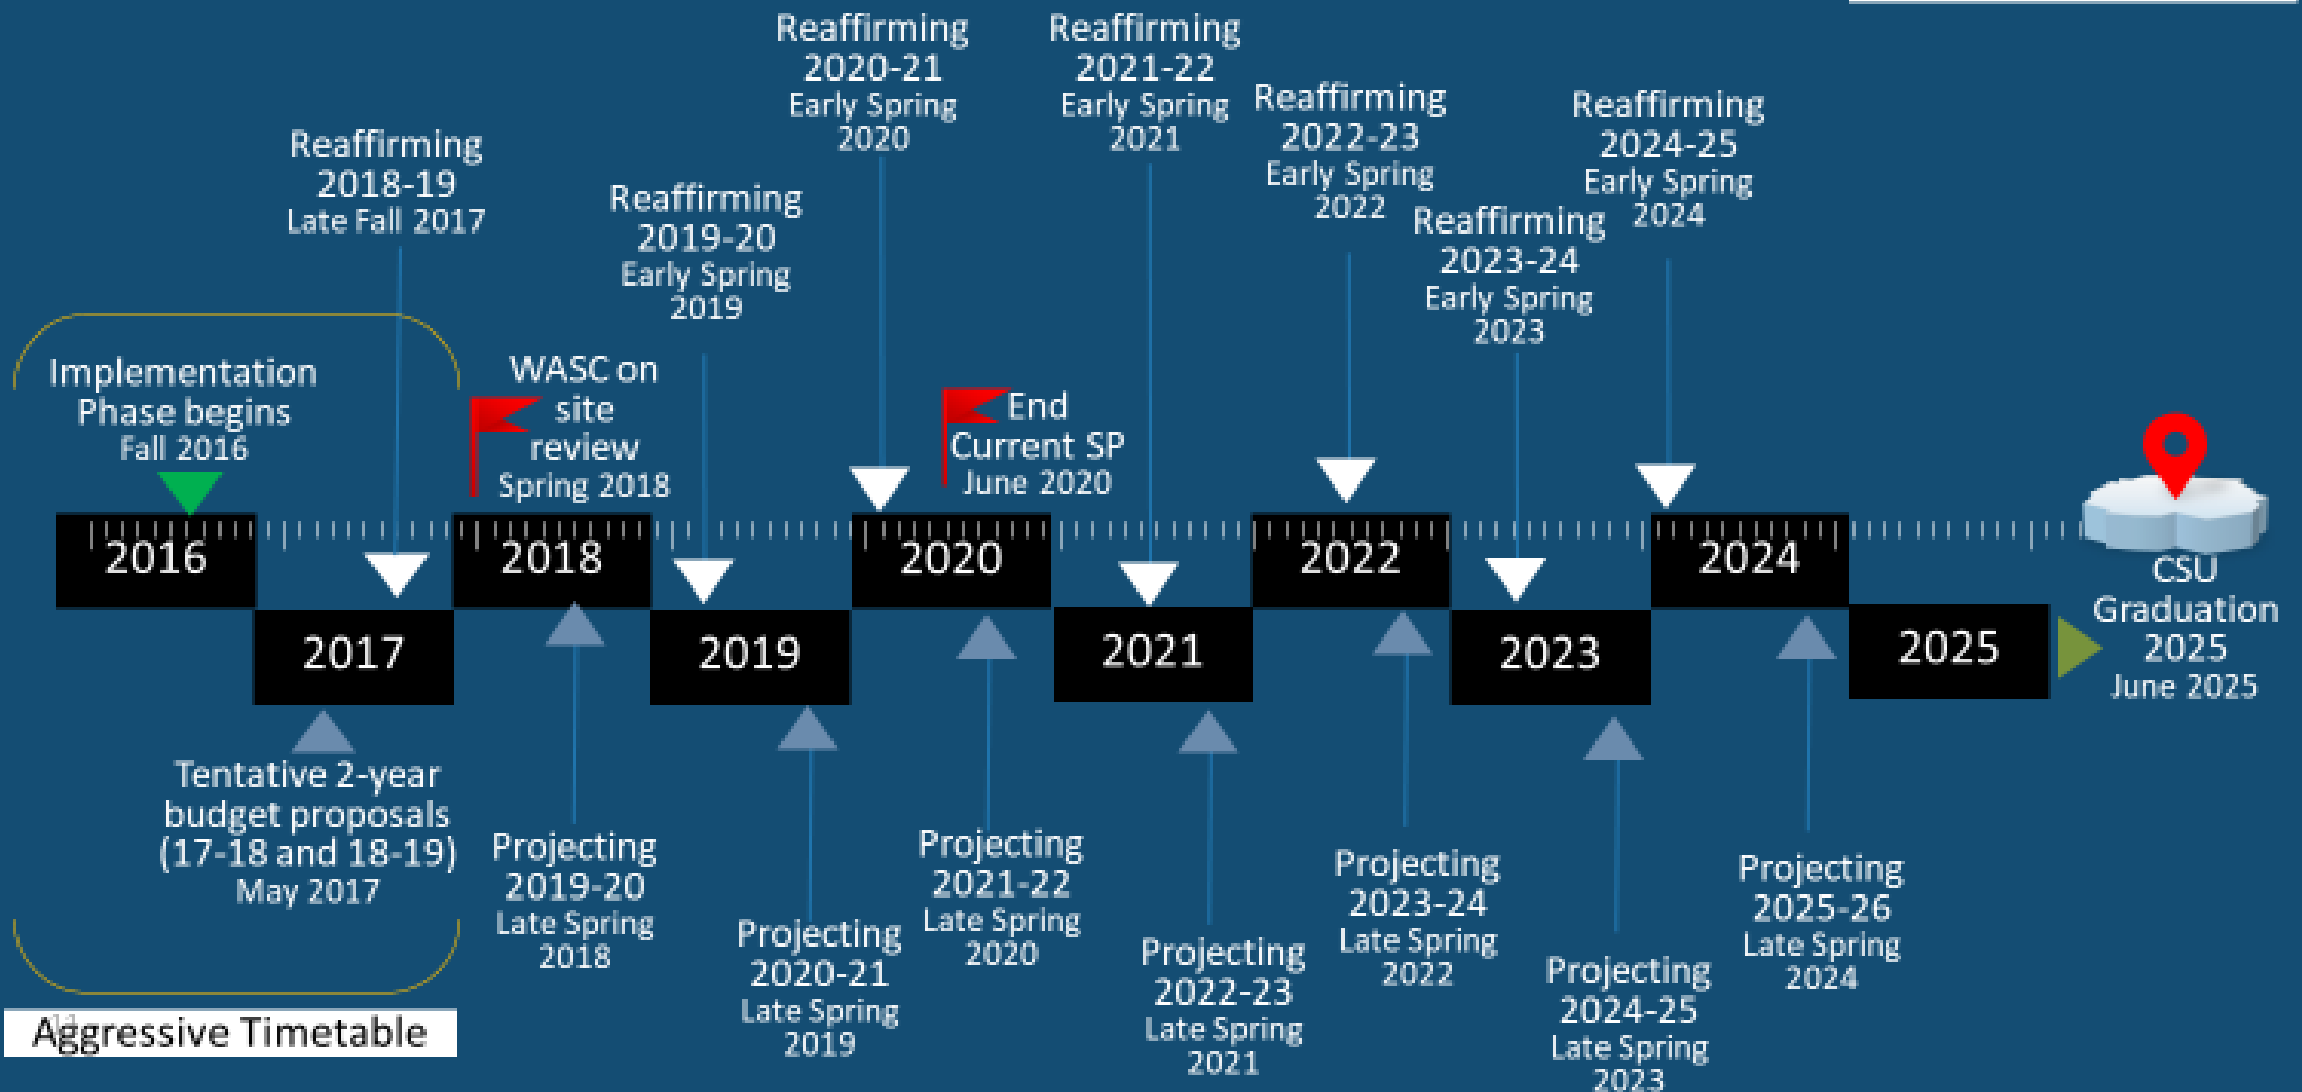 Reaffirming
2020-21
Early Spring
2020
Reaffirming
2021-22
Early Spring
2021
Reaffirming
2022-23
Early Spring
2022
Reaffirming
2024-25
Early Spring
2024
Reaffirming
2018-19
Late Fall 2017
Reaffirming
2019-20
Early Spring
2019
Reaffirming
2023-24
Early Spring
2023
Implementation
Phase begins
Fall 2016
WASC on
site
review
Spring 2018
End
Current SP
June 2020
2016
2018
2020
2022
2024
2017
2019
2021
2023
2025
CSU
Graduation
2025
June 2025
Tentative 2-year
budget proposals
(17-18 and 18-19)
May 2017
Projecting
2019-20
Late Spring
2018
Projecting
2020-21
Late Spring
2019
Projecting
2021-22
Late Spring
2020
Projecting
2022-23
Late Spring
2021
Projecting
2023-24
Late Spring
2022
Projecting
2024-25
Late Spring
2023
Projecting
2025-26
Late Spring
2024
Aggressive Timetable